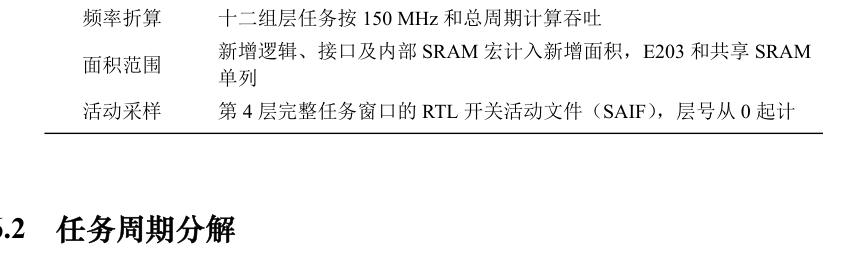 频率折算 十二组层任务按 150 MHz 和总周期计算吞吐
面积范围 新增逻辑、接口及内部 SRAM 宏计入新增面积，E203 和共享 SRAM
单列
活动采样 第 4 层完整任务窗口的 RTL 开关活动文件（SAIF），层号从 0 起计
.2 任务周期分解